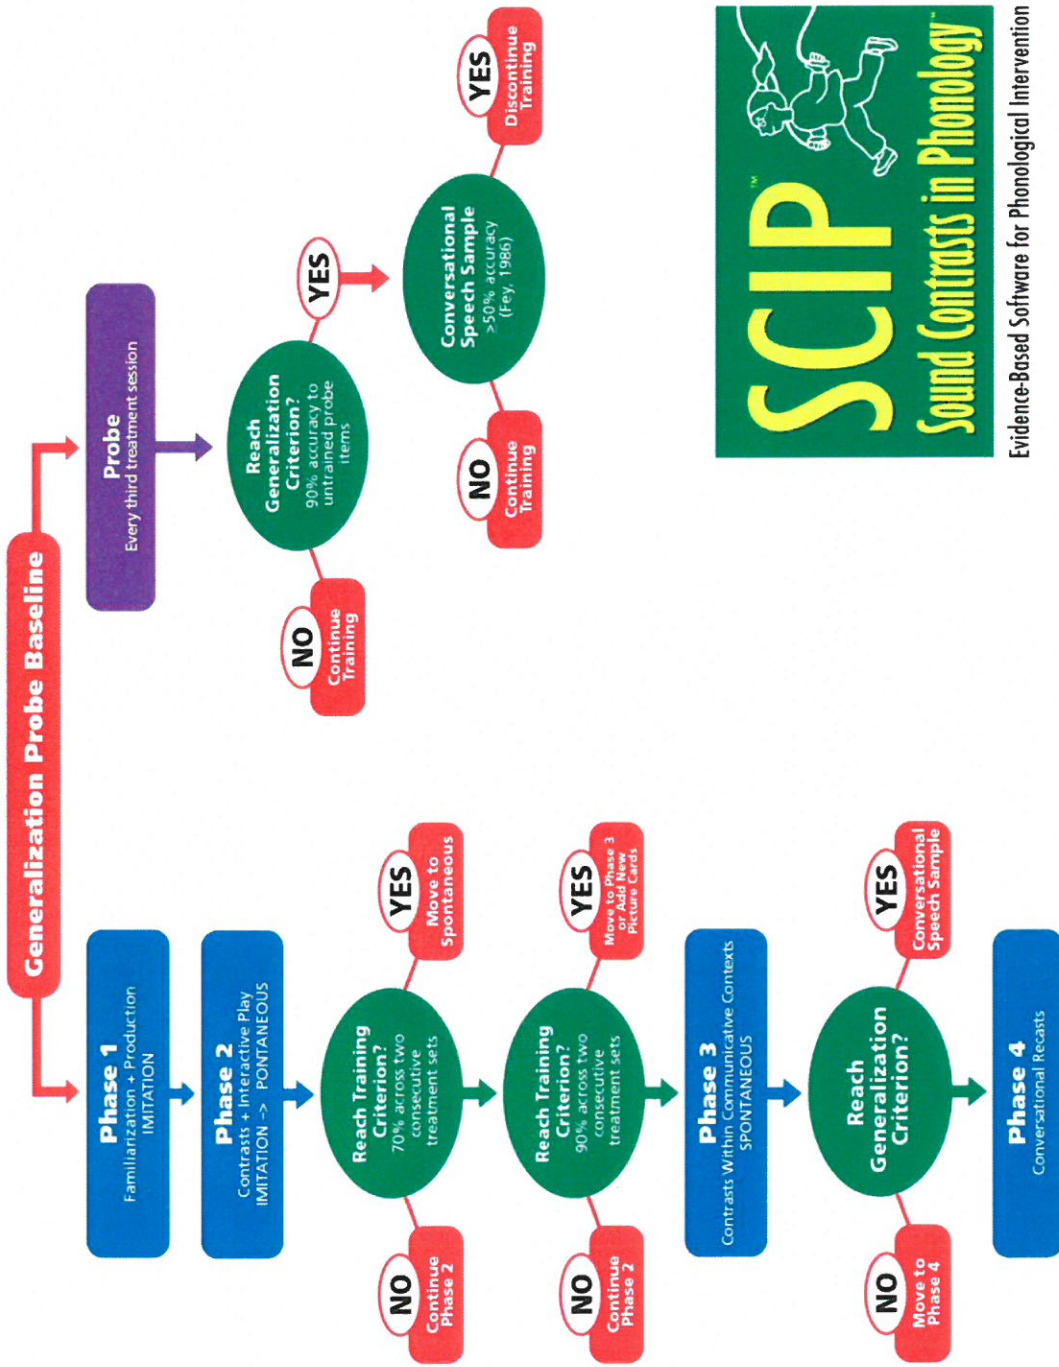 Generalization Probe Baseline
Phase 1
Familiarization + Production
IMITATION
Phase 2
Contrasts + Interactive Play
IMITATION -> PONTANEOUS
Reach Training
Criterion?
70% across two
consecutive
treatment sets
NO
Continue
Phase 2
YES
Move to
Spontaneous
Reach Training
Criterion?
90% across two
consecutive
treatment sets
NO
Continue
Phase 2
YES
Move to Phase 3
or Add New
Picture Cards
Phase 3
Contrasts Within Communicative Contexts
SPONTANEOUS
Reach
Generalization
Criterion?
NO
Move to
Phase 4
YES
Conversational
Speech Sample
Phase 4
Conversational Recasts
Probe
Every third treatment session
Reach
Generalization
Criterion?
90% accuracy to
untrained probe
items
NO
Continue
Training
YES
Conversational
Speech Sample
≥50% accuracy
(Fey, 1986)
NO
Continue
Training
YES
Discontinue
Training
SCIP™
Sound Contrasts in Phonology™
Evidence-Based Software for Phonological Intervention